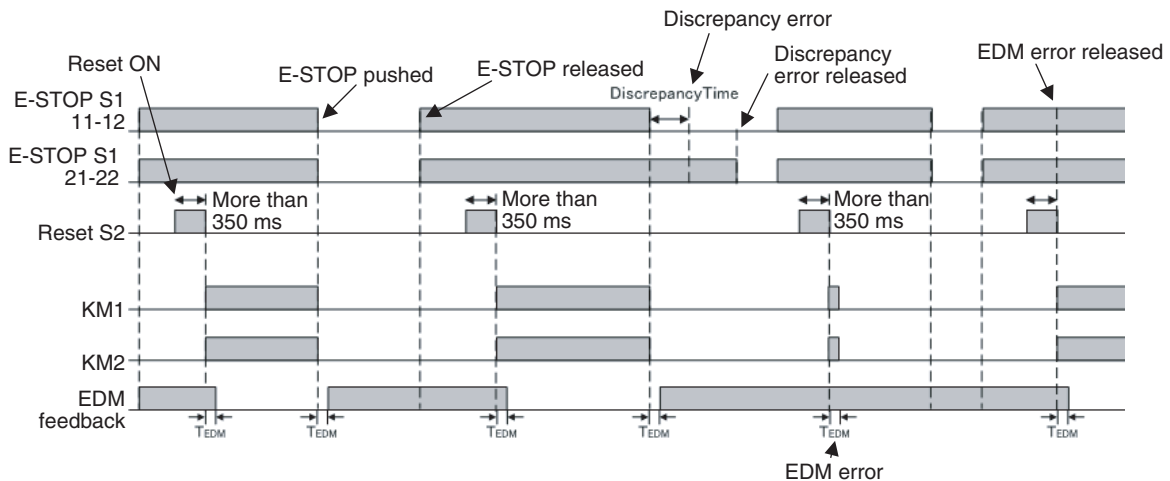 Discrepancy error
Reset ON
E-STOP pushed
E-STOP released
Discrepancy
error released
EDM error released
DiscrepancyTime
E-STOP S1
11-12
E-STOP S1
21-22
More than
350 ms
More than
350 ms
More than
350 ms
Reset S2
KM1
KM2
EDM
feedback
TEDM
TEDM
TEDM
TEDM
TEDM
TEDM
EDM error